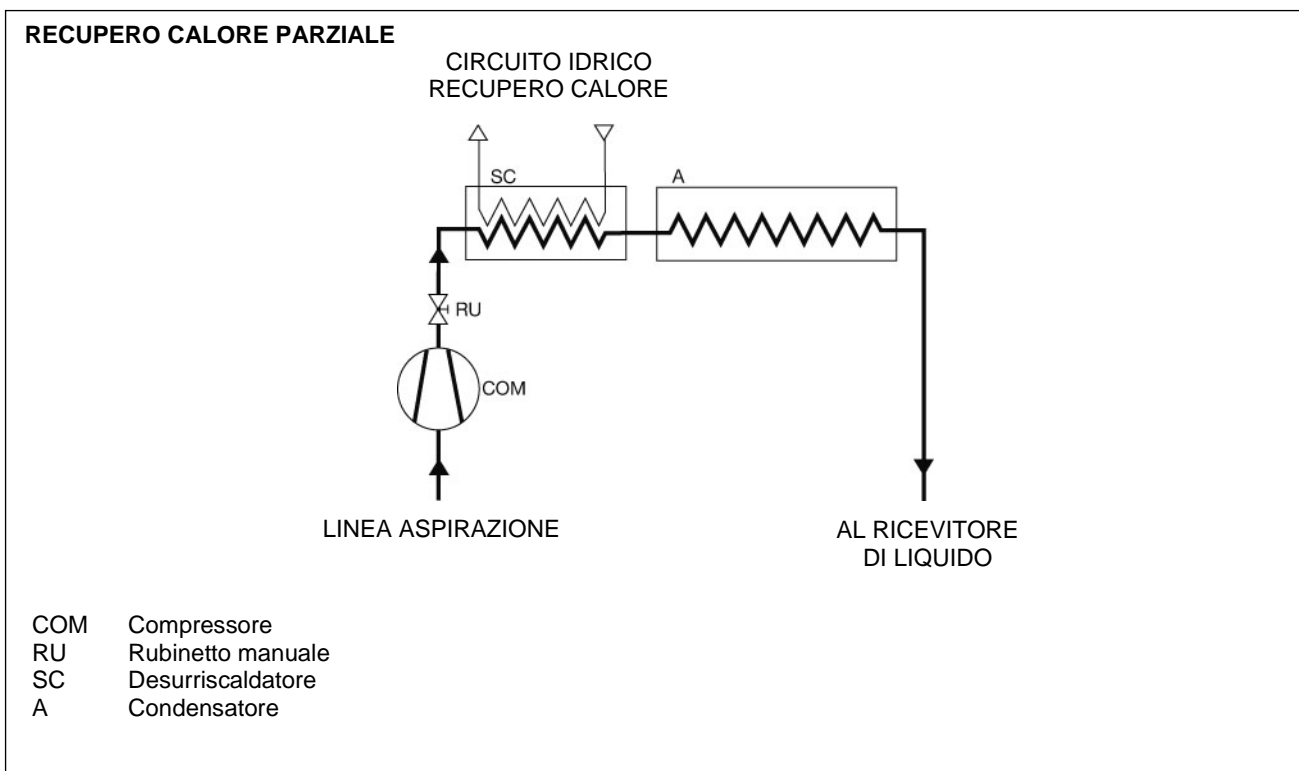 RECUPERO CALORE PARZIALE
CIRCUITO IDRICO
RECUPERO CALORE
SC
A
RU
COM
LINEA ASPIRAZIONE
AL RICEVITORE
DI LIQUIDO
COM Compressore
RU Rubinetto manuale
SC Desurriscaldatore
A Condensatore